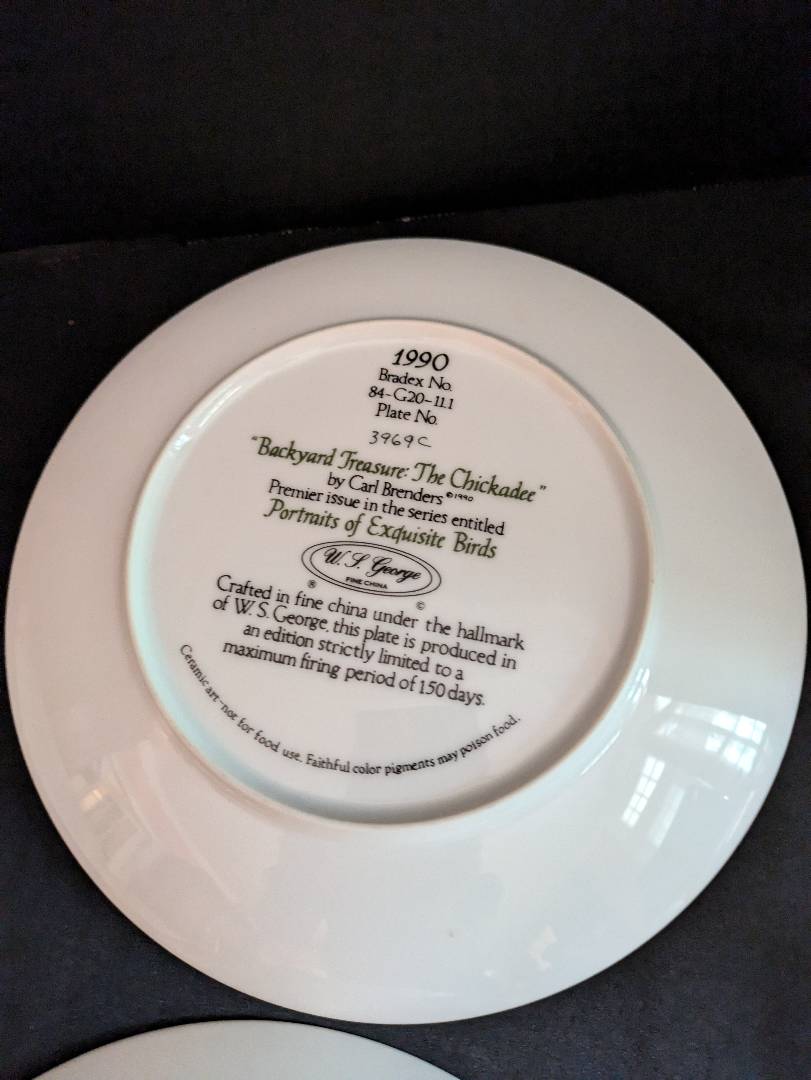 1990
Bradex No.
84-G20-11.1
Plate No.
3969C
"Backyard Treasure: The Chickadee"
by Carl Brenders ©1990
Premier issue in the series entitled
Portraits of Exquisite Birds
W. S. George
FINE CHINA
® ©
Crafted in fine china under the hallmark
of W. S. George, this plate is produced in
an edition strictly limited to a
maximum firing period of 150 days.
Ceramic art-not for food use. Faithful color pigments may poison food.